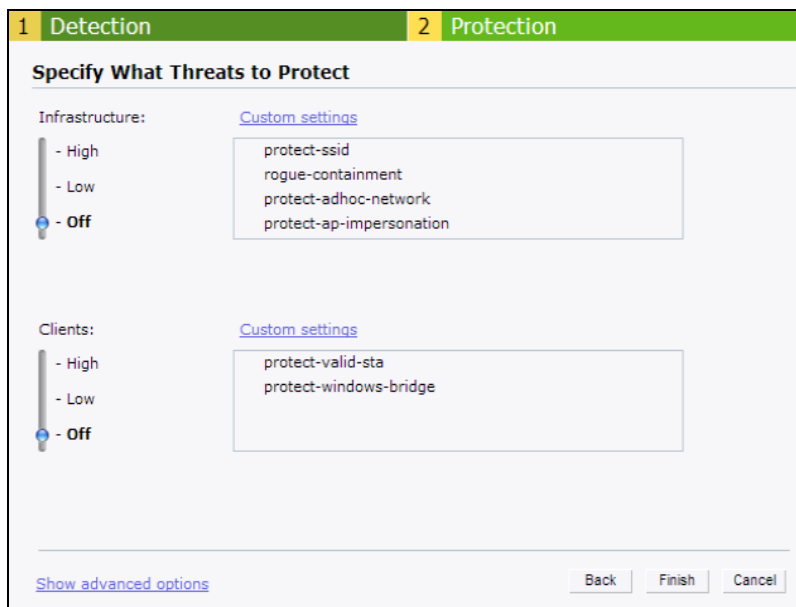 1 Detection 2 Protection
Specify What Threats to Protect
Infrastructure: Custom settings
- High
- Low
- Off
protect-ssid
rogue-containment
protect-adhoc-network
protect-ap-impersonation
Clients: Custom settings
- High
- Low
- Off
protect-valid-sta
protect-windows-bridge
Show advanced options Back Finish Cancel